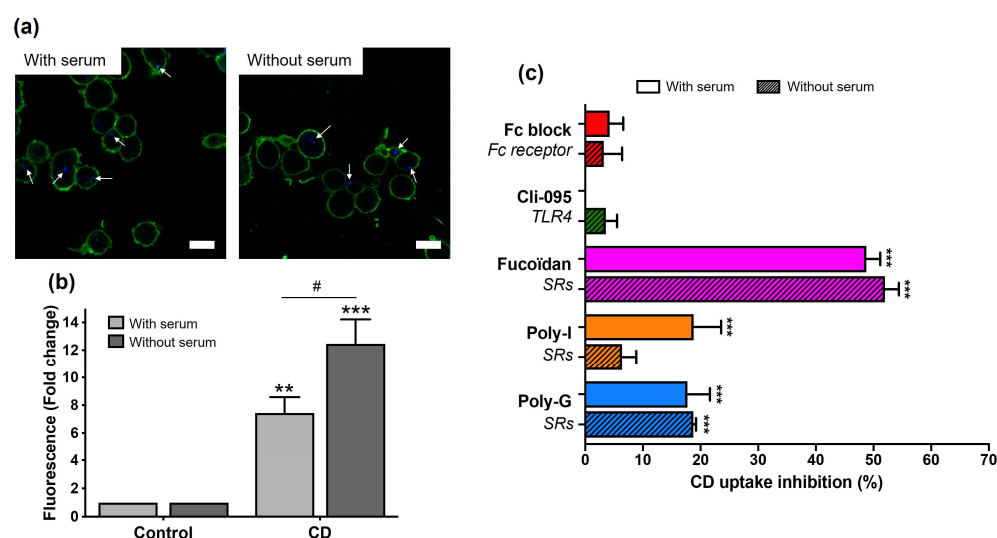 (a)
With serum
Without serum
(b)
#
***
**
With serum
Without serum
Fluorescence (Fold change)
14
12
10
8
6
4
2
0
Control
CD
(c)
With serum
Without serum
Fc block
Fc receptor
Cli-095
TLR4
Fucoïdan
SRs
***
***
Poly-I
SRs
***
Poly-G
SRs
***
***
0 10 20 30 40 50 60 70
CD uptake inhibition (%)